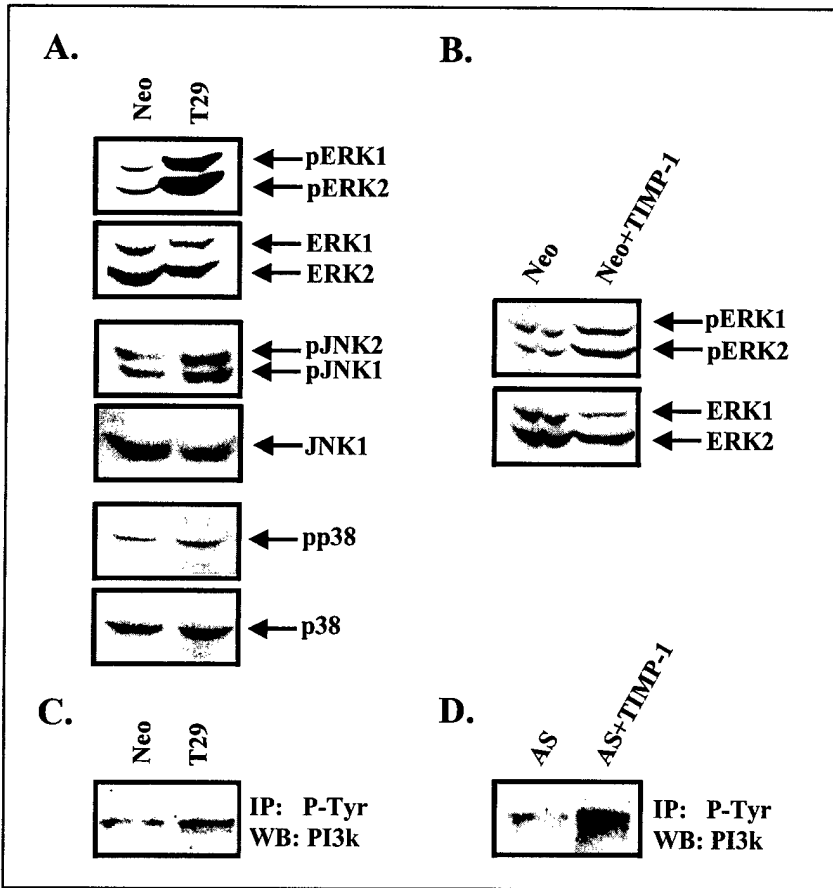 A.
Neo
T29
pERK1
pERK2
ERK1
ERK2
pJNK2
pJNK1
JNK1
pp38
p38
B.
Neo
Neo+TIMP-1
pERK1
pERK2
ERK1
ERK2
C.
Neo
T29
IP: P-Tyr
WB: PI3k
D.
AS
AS+TIMP-1
IP: P-Tyr
WB: PI3k